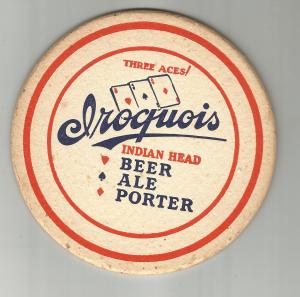 THREE ACES!
Iroquois
INDIAN HEAD
BEER
ALE
PORTER